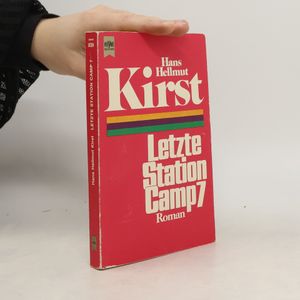 Hans
Hellmut
Kirst
Letzte
Station
Camp 7
Roman
Hans Hellmut Kirst LETZTE STATION CAMP 7